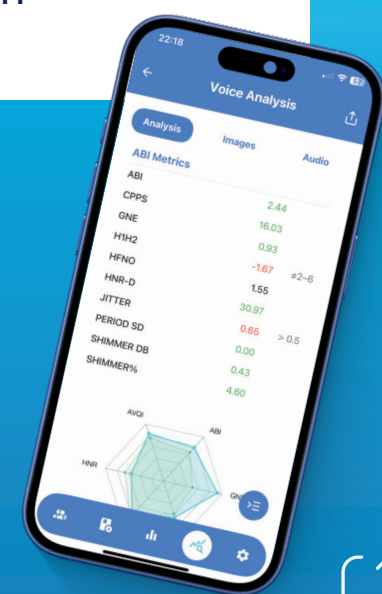 22:18
Voice Analysis
Analysis Images Audio
ABI Metrics
ABI 2.44
CPPS 16.03
GNE 0.93
H1H2 -1.67 ≠2~6
HFNO 1.55
HNR-D 30.97
JITTER 0.65 > 0.5
PERIOD SD 0.00
SHIMMER DB 0.43
SHIMMER% 4.60
AVQI ABI
HNR